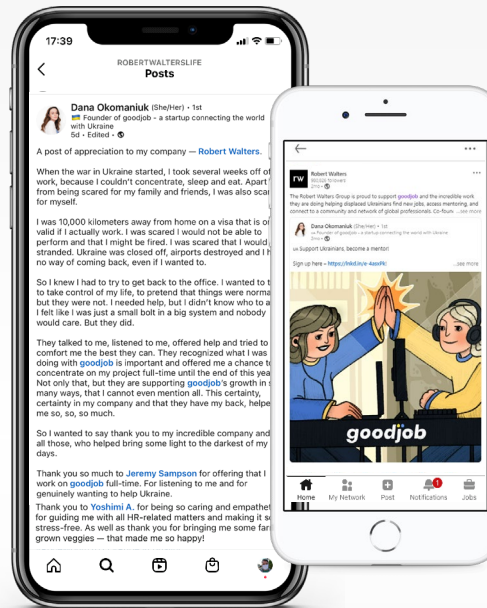 17:39
ROBERTWALTERSLIFE
Posts
Dana Okomaniuk (She/Her) • 1st
Founder of goodjob - a startup connecting the world
with Ukraine
5d • Edited •
A post of appreciation to my company — Robert Walters.
When the war in Ukraine started, I took several weeks off of
work, because I couldn't concentrate, sleep and eat. Apart
from being scared for my family and friends, I was also
for myself.
I was 10,000 kilometers away from home on a visa that is
valid if I actually work. I was scared I would not be able to
perform and that I might be fired. I was scared that I would
stranded. Ukraine was closed off, airports destroyed and I
no way of coming back, even if I wanted to.
So I knew I had to try to get back to the office. I wanted to
to take control of my life, to pretend that things were
but they were not. I needed help, but I didn't know who to
I felt like I was just a small bolt in a big system and nobody
would care. But they did.
They talked to me, listened to me, offered help and tried to
comfort me the best they can. They recognized what I was
doing with goodjob is important and offered me a chance
concentrate on my project full-time until the end of this
Not only that, but they are supporting goodjob's growth in
many ways, that I cannot even mention all. This certainty,
certainty in my company and that they have my back,
me so, so, so much.
So I wanted to say thank you to my incredible company and
all those, who helped bring some light to the darkest of my
days.
Thank you so much to Jeremy Sampson for offering that I
work on goodjob full-time. For listening to me and for
genuinely wanting to help Ukraine.
Thank you to Yoshimi A. for being so caring and
for guiding me with all HR-related matters and making it
stress-free. As well as thank you for bringing me some
grown veggies — that made me so happy!
rw
Robert Walters
followers
2mo •
The Robert Walters Group is proud to support goodjob and the incredible work
they are doing helping displaced Ukrainians find new jobs, access mentoring, and
connect to a community and network of global professionals. Co-foun. ...see more
Dana Okomaniuk (She/Her) • 1st
Founder of goodjob - a startup connecting the world with Ukraine
2mo •
Support Ukrainians, become a mentor!
Sign up here -
...see more
goodjob
1
Home
My Network
Post
Notifications
Jobs